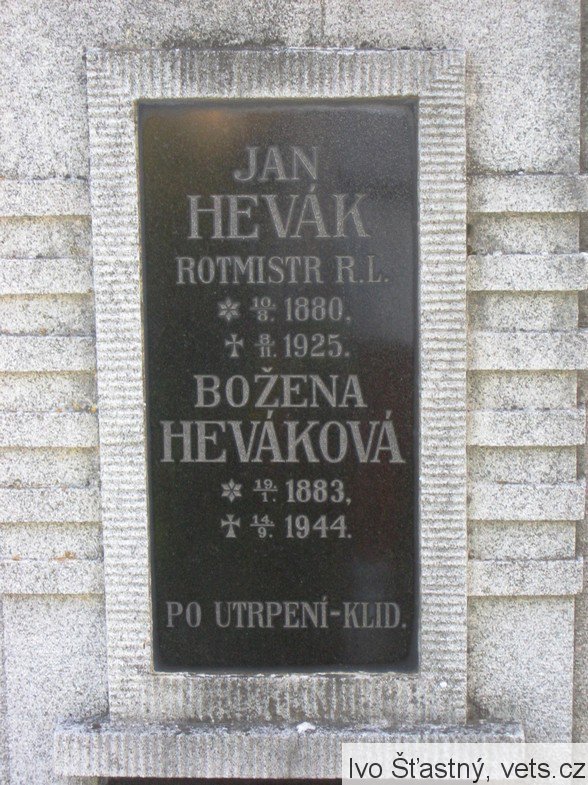 JAN
HEVÁK
ROTMISTR R.L.
* 10/8. 1880,
✝ 8/11. 1925.
BOŽENA
HEVÁKOVÁ
* 19/1. 1883,
✝ 14/9. 1944.
PO UTRPENÍ-KLID.
Ivo Šťastný, vets.cz